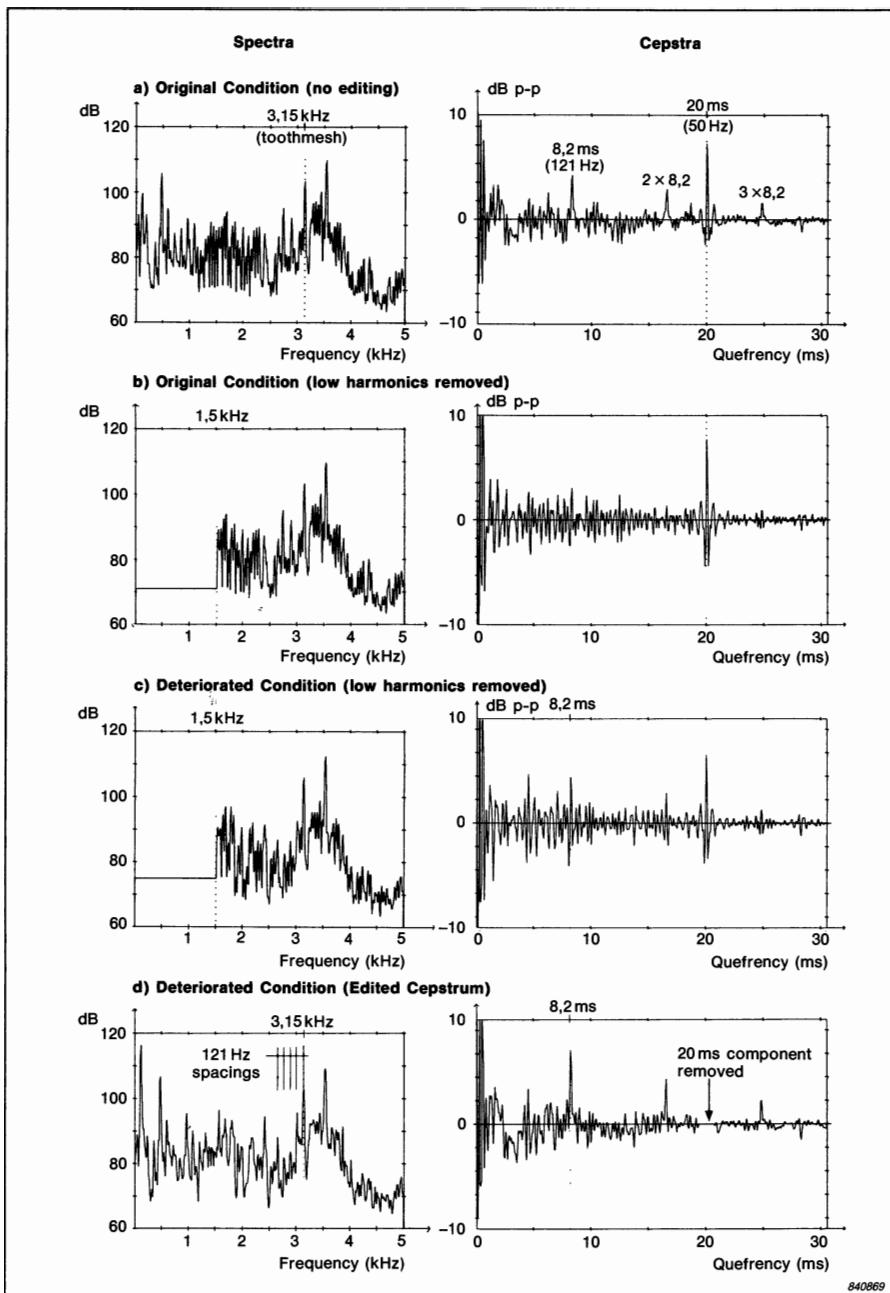 Spectra
Cepstra
a) Original Condition (no editing)
dB
3,15 kHz
(toothmesh)
120
100
80
60
1 2 3 4 5
Frequency (kHz)
dB p-p
20 ms
(50 Hz)
8,2 ms
(121 Hz)
2 × 8,2
3 × 8,2
10
0
–10
0 10 20 30
Quefrency (ms)
b) Original Condition (low harmonics removed)
dB
1,5 kHz
120
100
80
60
1 2 3 4 5
Frequency (kHz)
dB p-p
10
0
–10
0 10 20 30
Quefrency (ms)
c) Deteriorated Condition (low harmonics removed)
dB
1,5 kHz
120
100
80
60
1 2 3 4 5
Frequency (kHz)
dB p-p 8,2 ms
10
0
–10
0 10 20 30
Quefrency (ms)
d) Deteriorated Condition (Edited Cepstrum)
dB
3,15 kHz
120
121 Hz
spacings
100
80
60
1 2 3 4 5
Frequency (kHz)
8,2 ms
10
20 ms component
removed
0
–10
0 10 20 30
Quefrency (ms)
840869